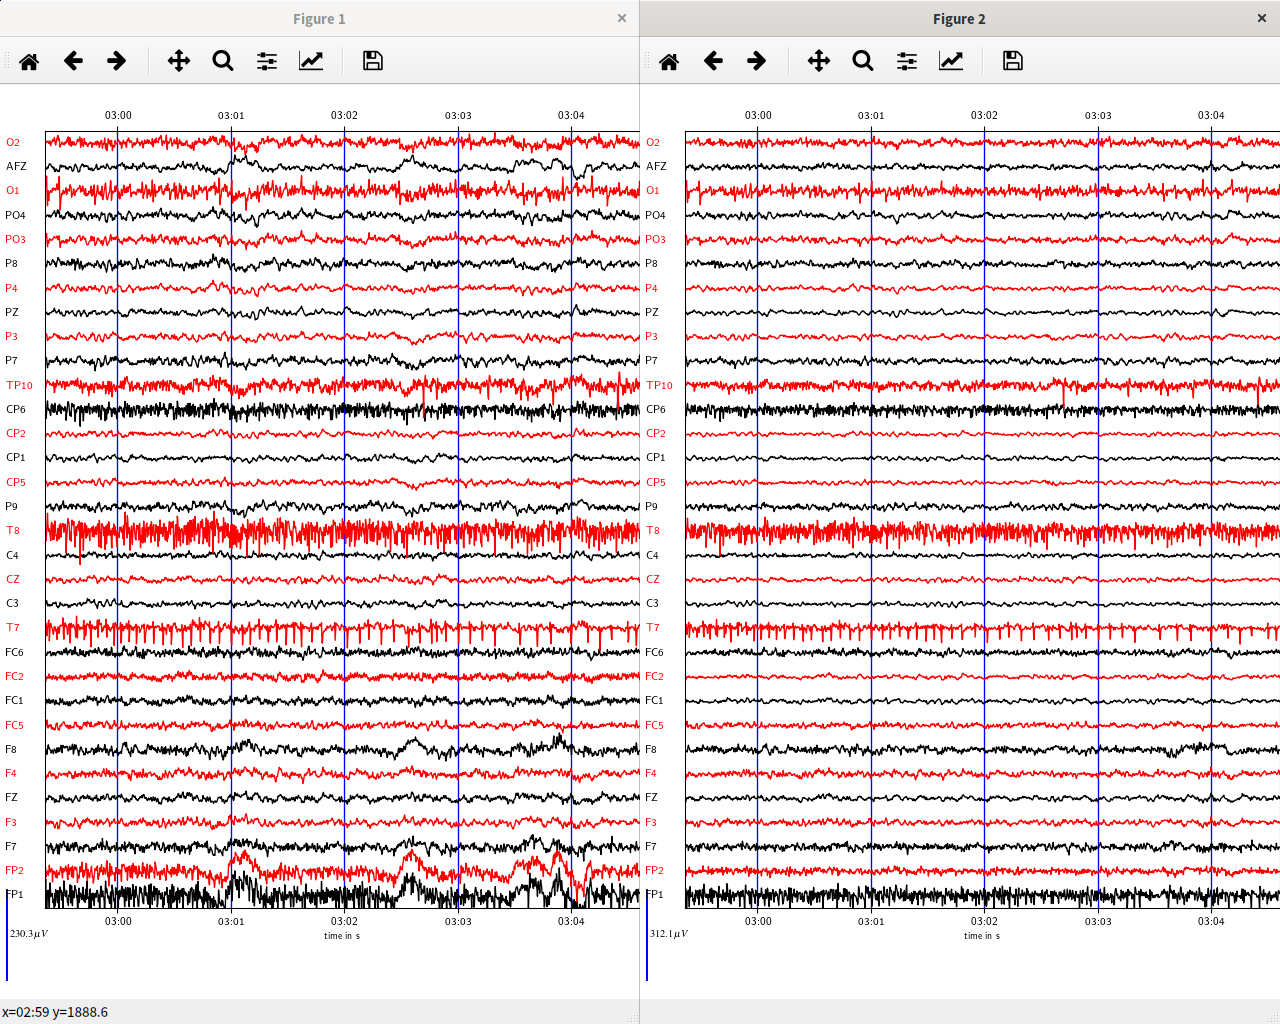 Figure 1
03:00 03:01 03:02 03:03 03:04
O2
AFZ
O1
PO4
PO3
P8
P4
PZ
P3
P7
TP10
CP6
CP2
CP1
CP5
P9
T8
C4
CZ
C3
T7
FC6
FC2
FC1
FC5
F8
F4
FZ
F3
F7
FP2
FP1
03:00 03:01 03:02 03:03 03:04
230.3μV
time in s
x=02:59 y=1888.6
Figure 2
03:00 03:01 03:02 03:03 03:04
O2
AFZ
O1
PO4
PO3
P8
P4
PZ
P3
P7
TP10
CP6
CP2
CP1
CP5
P9
T8
C4
CZ
C3
T7
FC6
FC2
FC1
FC5
F8
F4
FZ
F3
F7
FP2
FP1
03:00 03:01 03:02 03:03 03:04
312.1μV
time in s